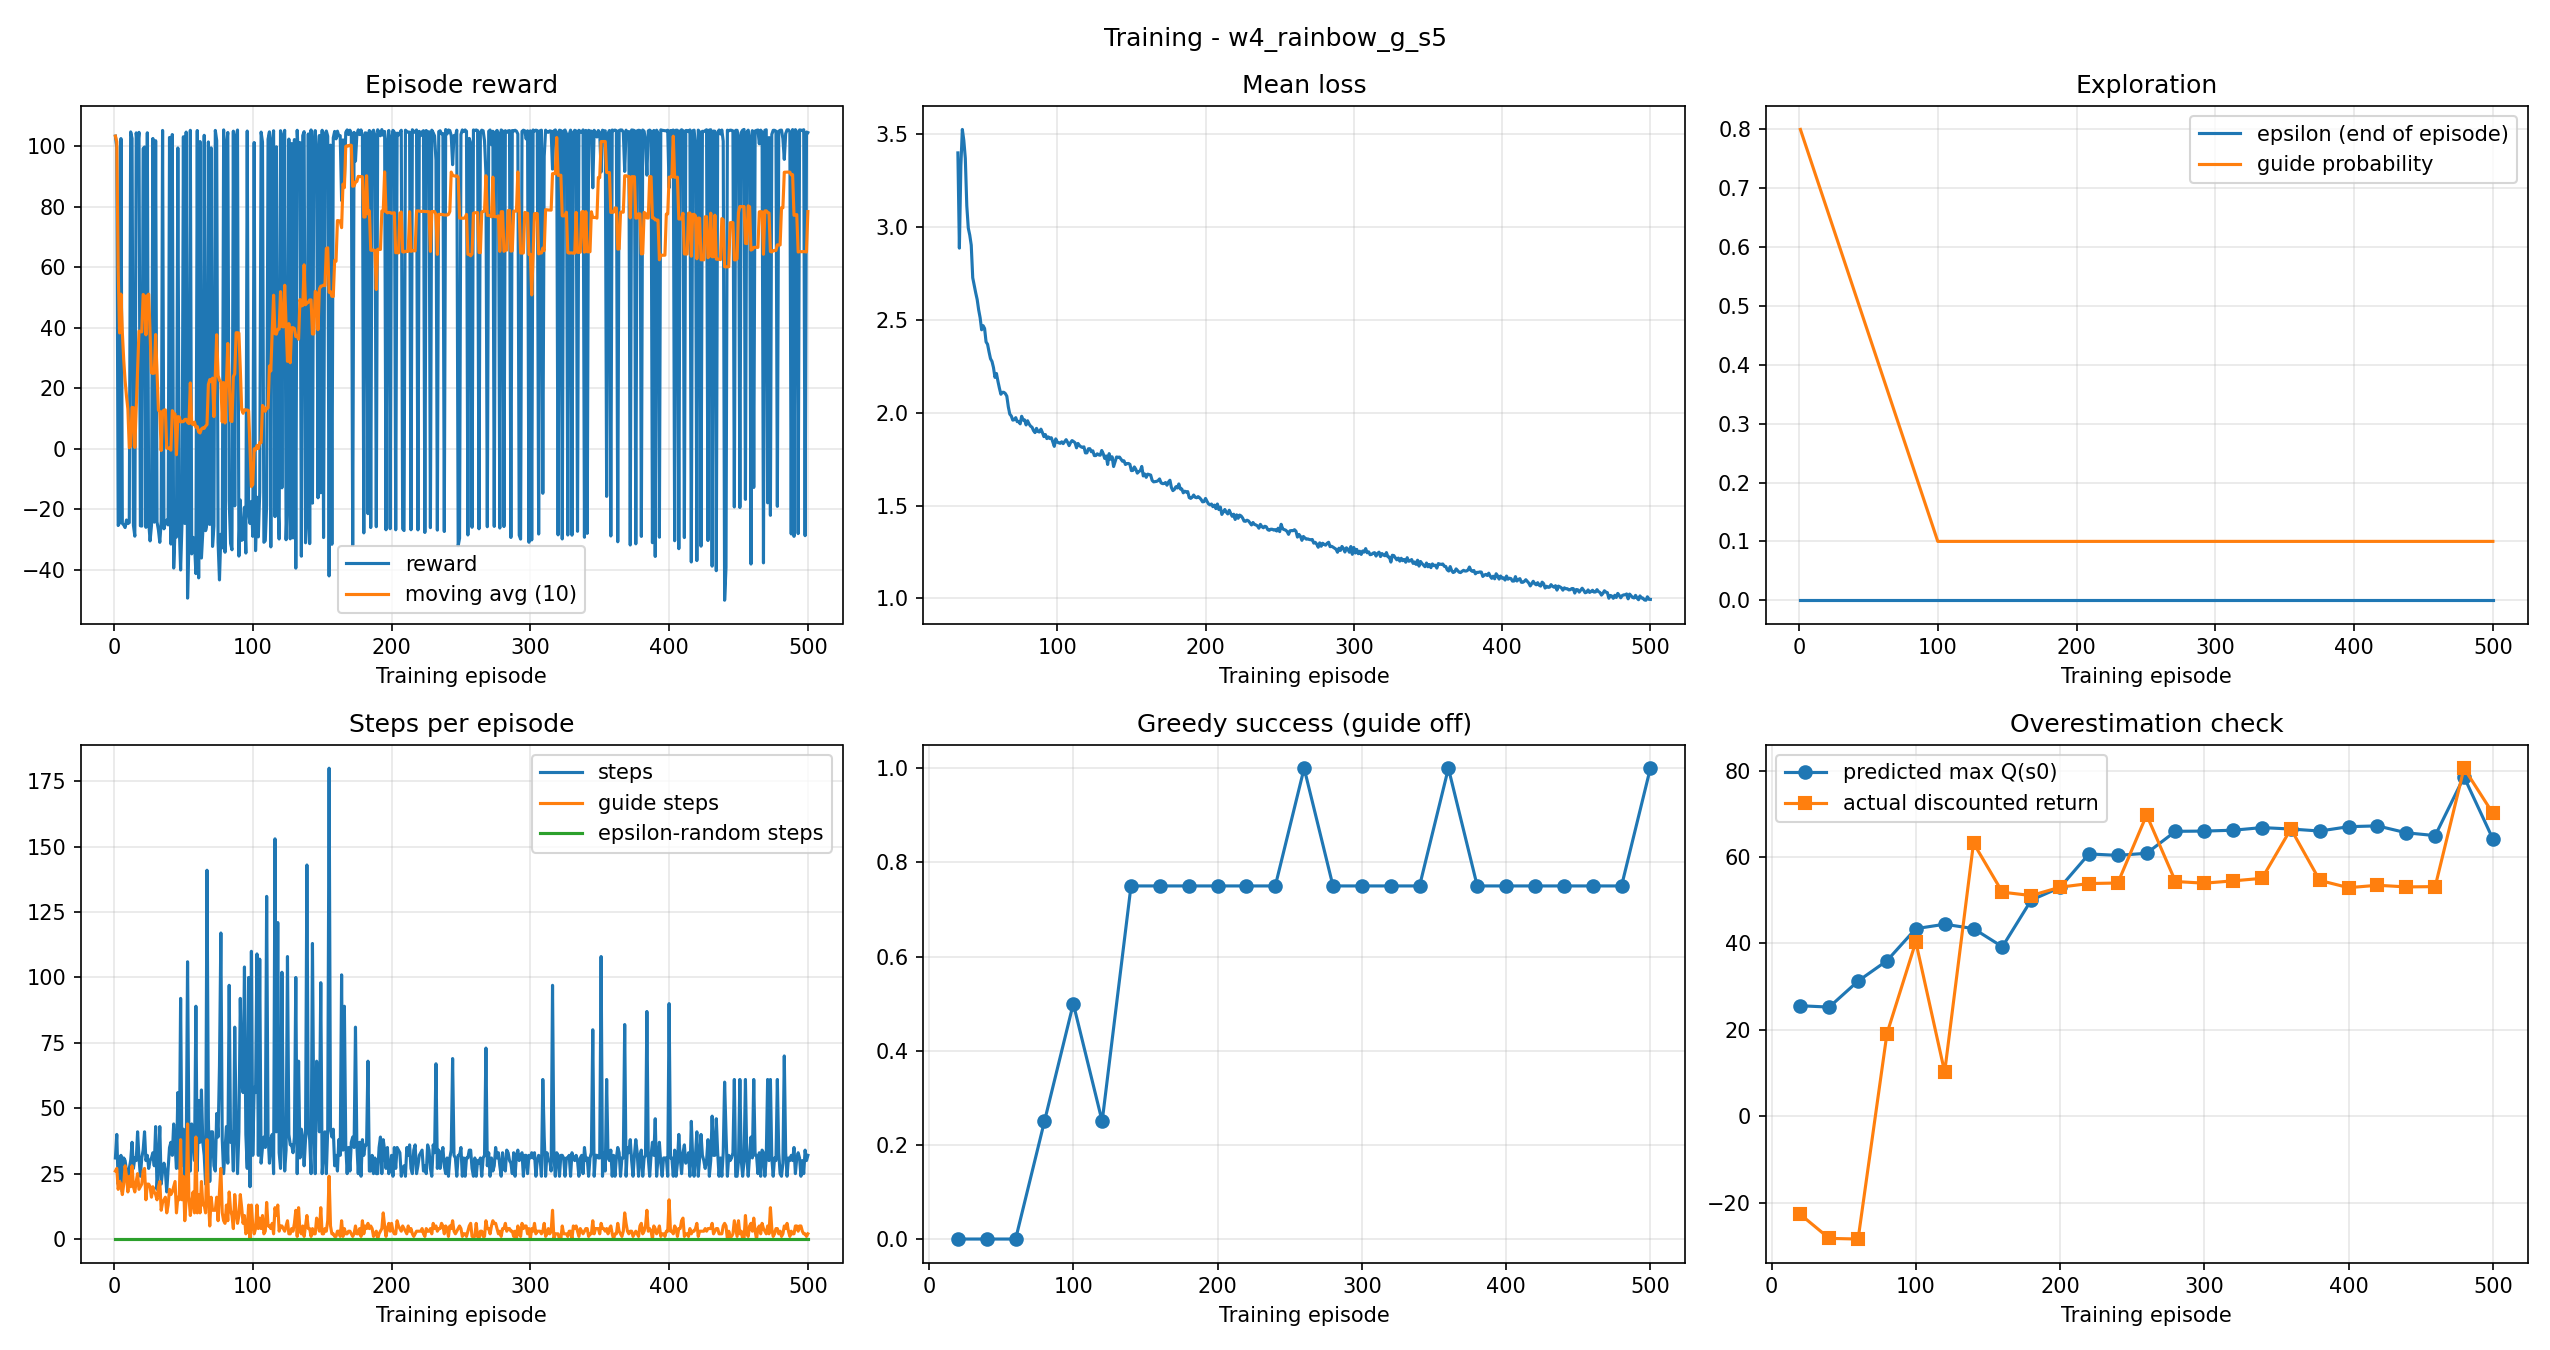 Training - w4_rainbow_g_s5
Episode reward
100
80
60
40
20
0
−20
−40
reward
moving avg (10)
0 100 200 300 400 500
Training episode
Mean loss
3.5
3.0
2.5
2.0
1.5
1.0
100 200 300 400 500
Training episode
Exploration
0.8
0.7
0.6
0.5
0.4
0.3
0.2
0.1
0.0
epsilon (end of episode)
guide probability
0 100 200 300 400 500
Training episode
Steps per episode
175
150
125
100
75
50
25
0
steps
guide steps
epsilon-random steps
0 100 200 300 400 500
Training episode
Greedy success (guide off)
1.0
0.8
0.6
0.4
0.2
0.0
0 100 200 300 400 500
Training episode
Overestimation check
80
60
40
20
0
−20
predicted max Q(s0)
actual discounted return
0 100 200 300 400 500
Training episode